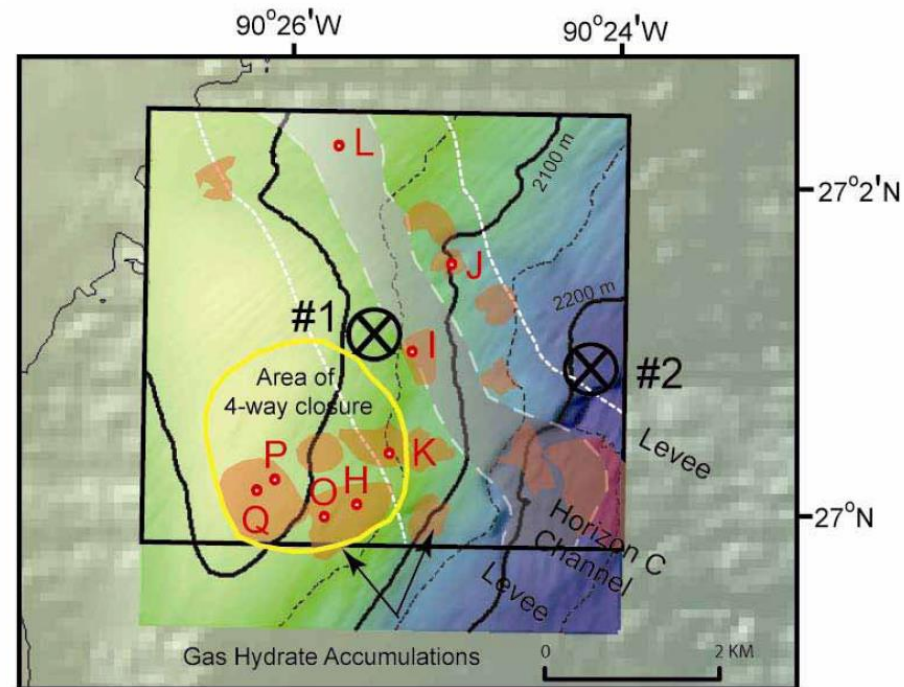 90°26'W
90°24'W
L
2100 m
27°2'N
J
2200 m
#1
I
#2
Area of
4-way closure
K
Levee
P
Q
O
H
27°N
Horizon C
Channel
Levee
Gas Hydrate Accumulations
0
2 KM